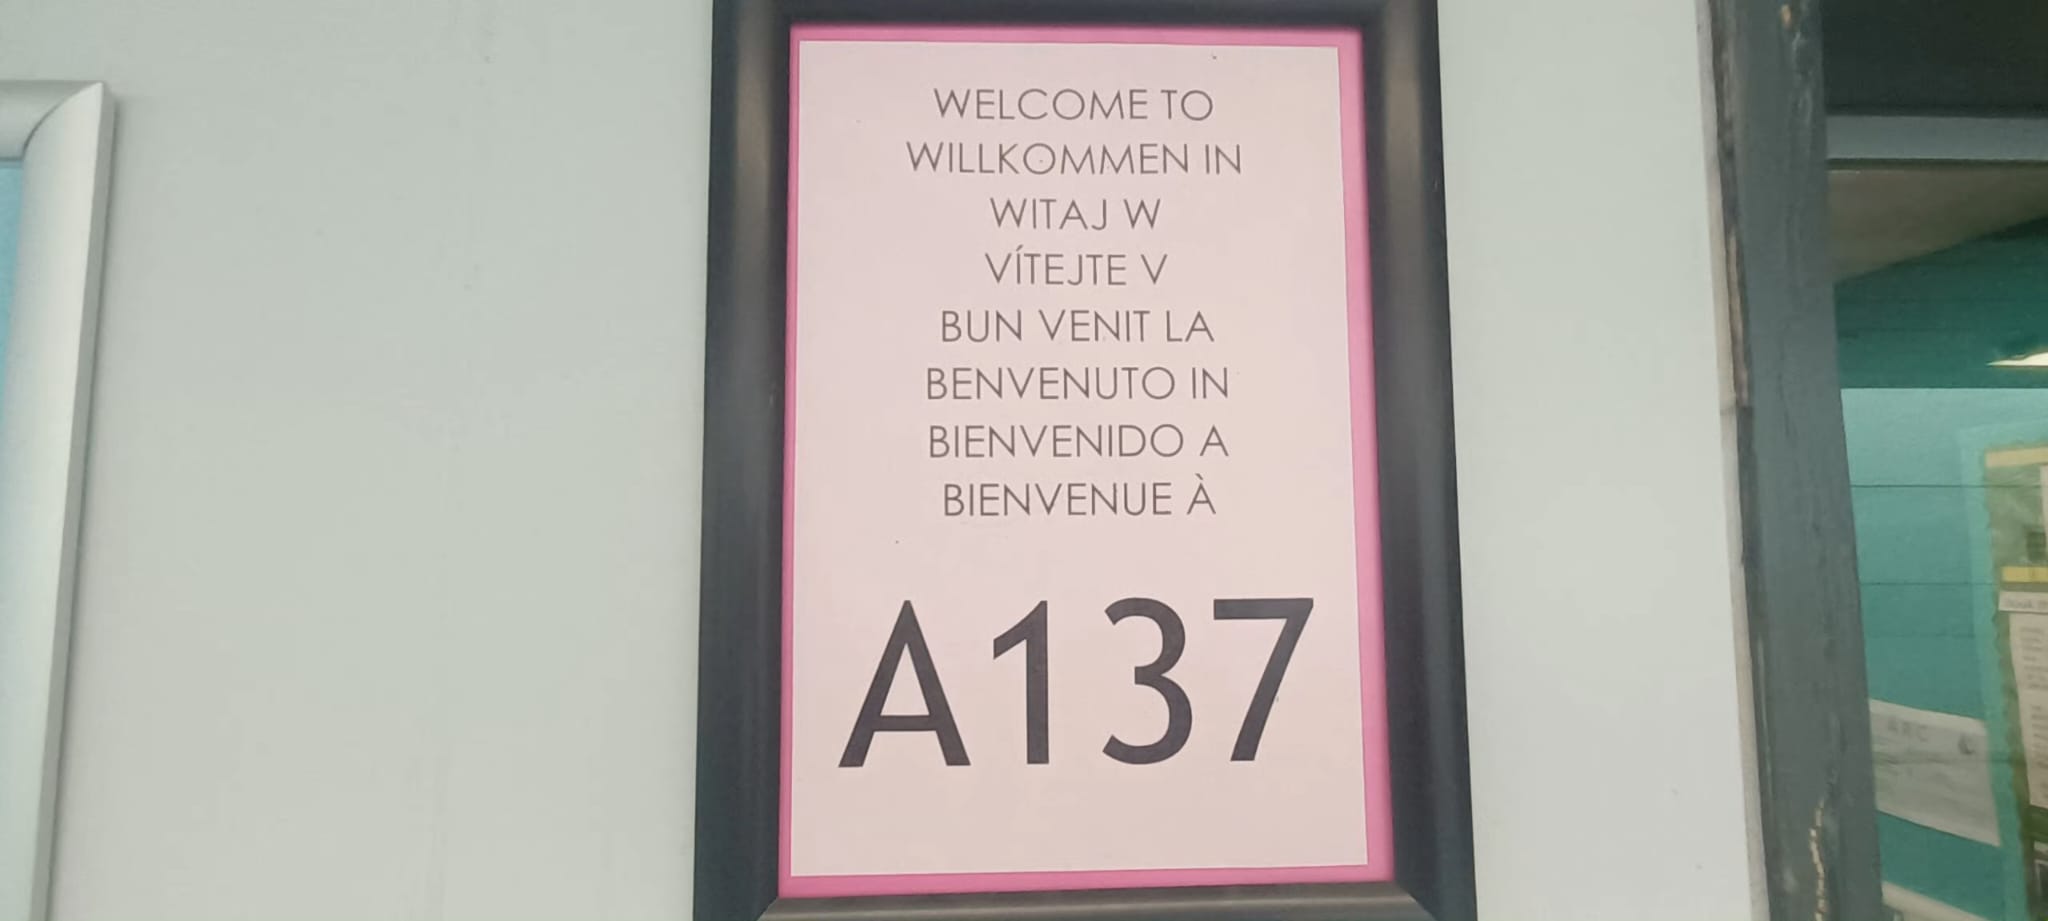 WELCOME TO
WILLKOMMEN IN
WITAJ W
VÍTEJTE V
BUN VENIT LA
BENVENUTO IN
BIENVENIDO A
BIENVENUE À
A137